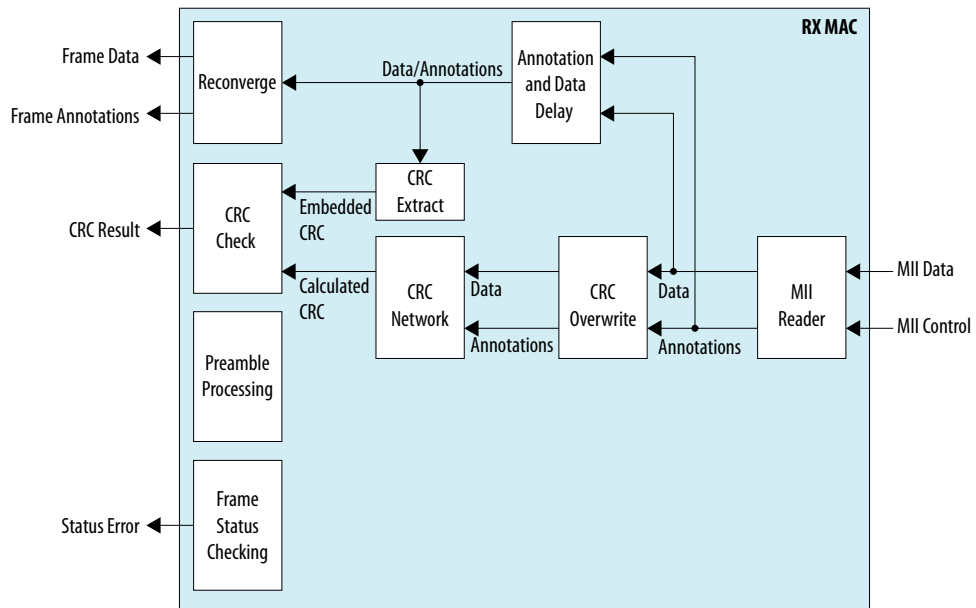 RX MAC
Frame Data
Frame Annotations
Reconverge
Data/Annotations
Annotation
and Data
Delay
CRC
Extract
Embedded
CRC
CRC
Check
CRC Result
Calculated
CRC
CRC
Network
Data
Annotations
CRC
Overwrite
Data
Annotations
MII
Reader
MII Data
MII Control
Preamble
Processing
Frame
Status
Checking
Status Error